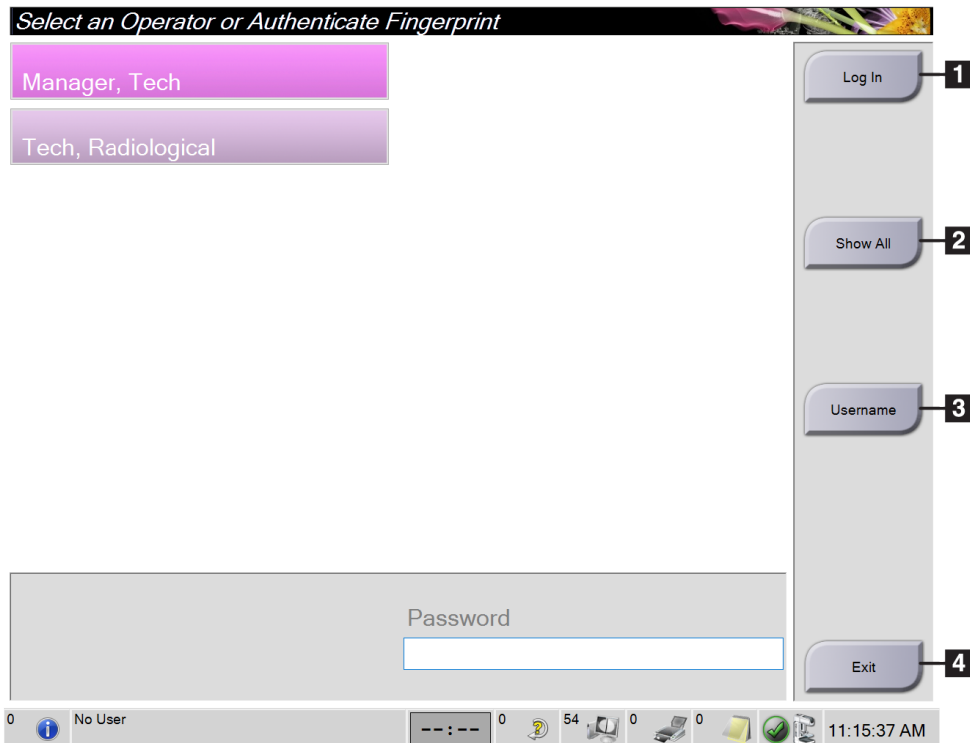 Select an Operator or Authenticate Fingerprint
Manager, Tech
Tech, Radiological
Log In
1
Show All
2
Username
3
Password
Exit
4
0
No User
--:--
0
54
0
0
11:15:37 AM